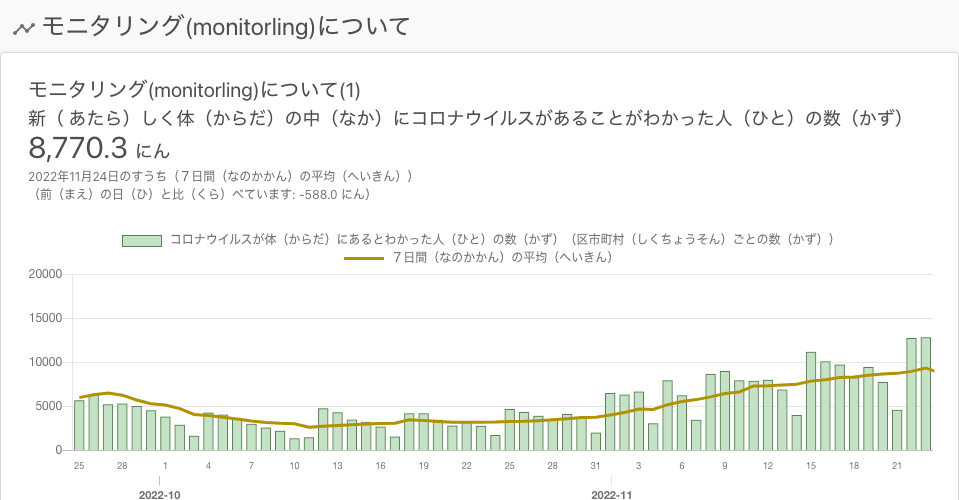 モニタリング(monitorling)について
モニタリング(monitorling)について(1)
新（ あたら）しく体（からだ）の中（なか）にコロナウイルスがあることがわかった人（ひと）の数（かず）
8,770.3 にん
2022年11月24日のすうち（７日間（なのかかん）の平均（へいきん））
（前（まえ）の日（ひ）と比（くら）べています: -588.0 にん）
コロナウイルスが体（からだ）にあるとわかった人（ひと）の数（かず）（区市町村（しくちょうそん）ごとの数（かず））
７日間（なのかかん）の平均（へいきん）
20000
15000
10000
5000
0
25 28 1 4 7 10 13 16 19 22 25 28 31 3 6 9 12 15 18 21
2022-10 2022-11